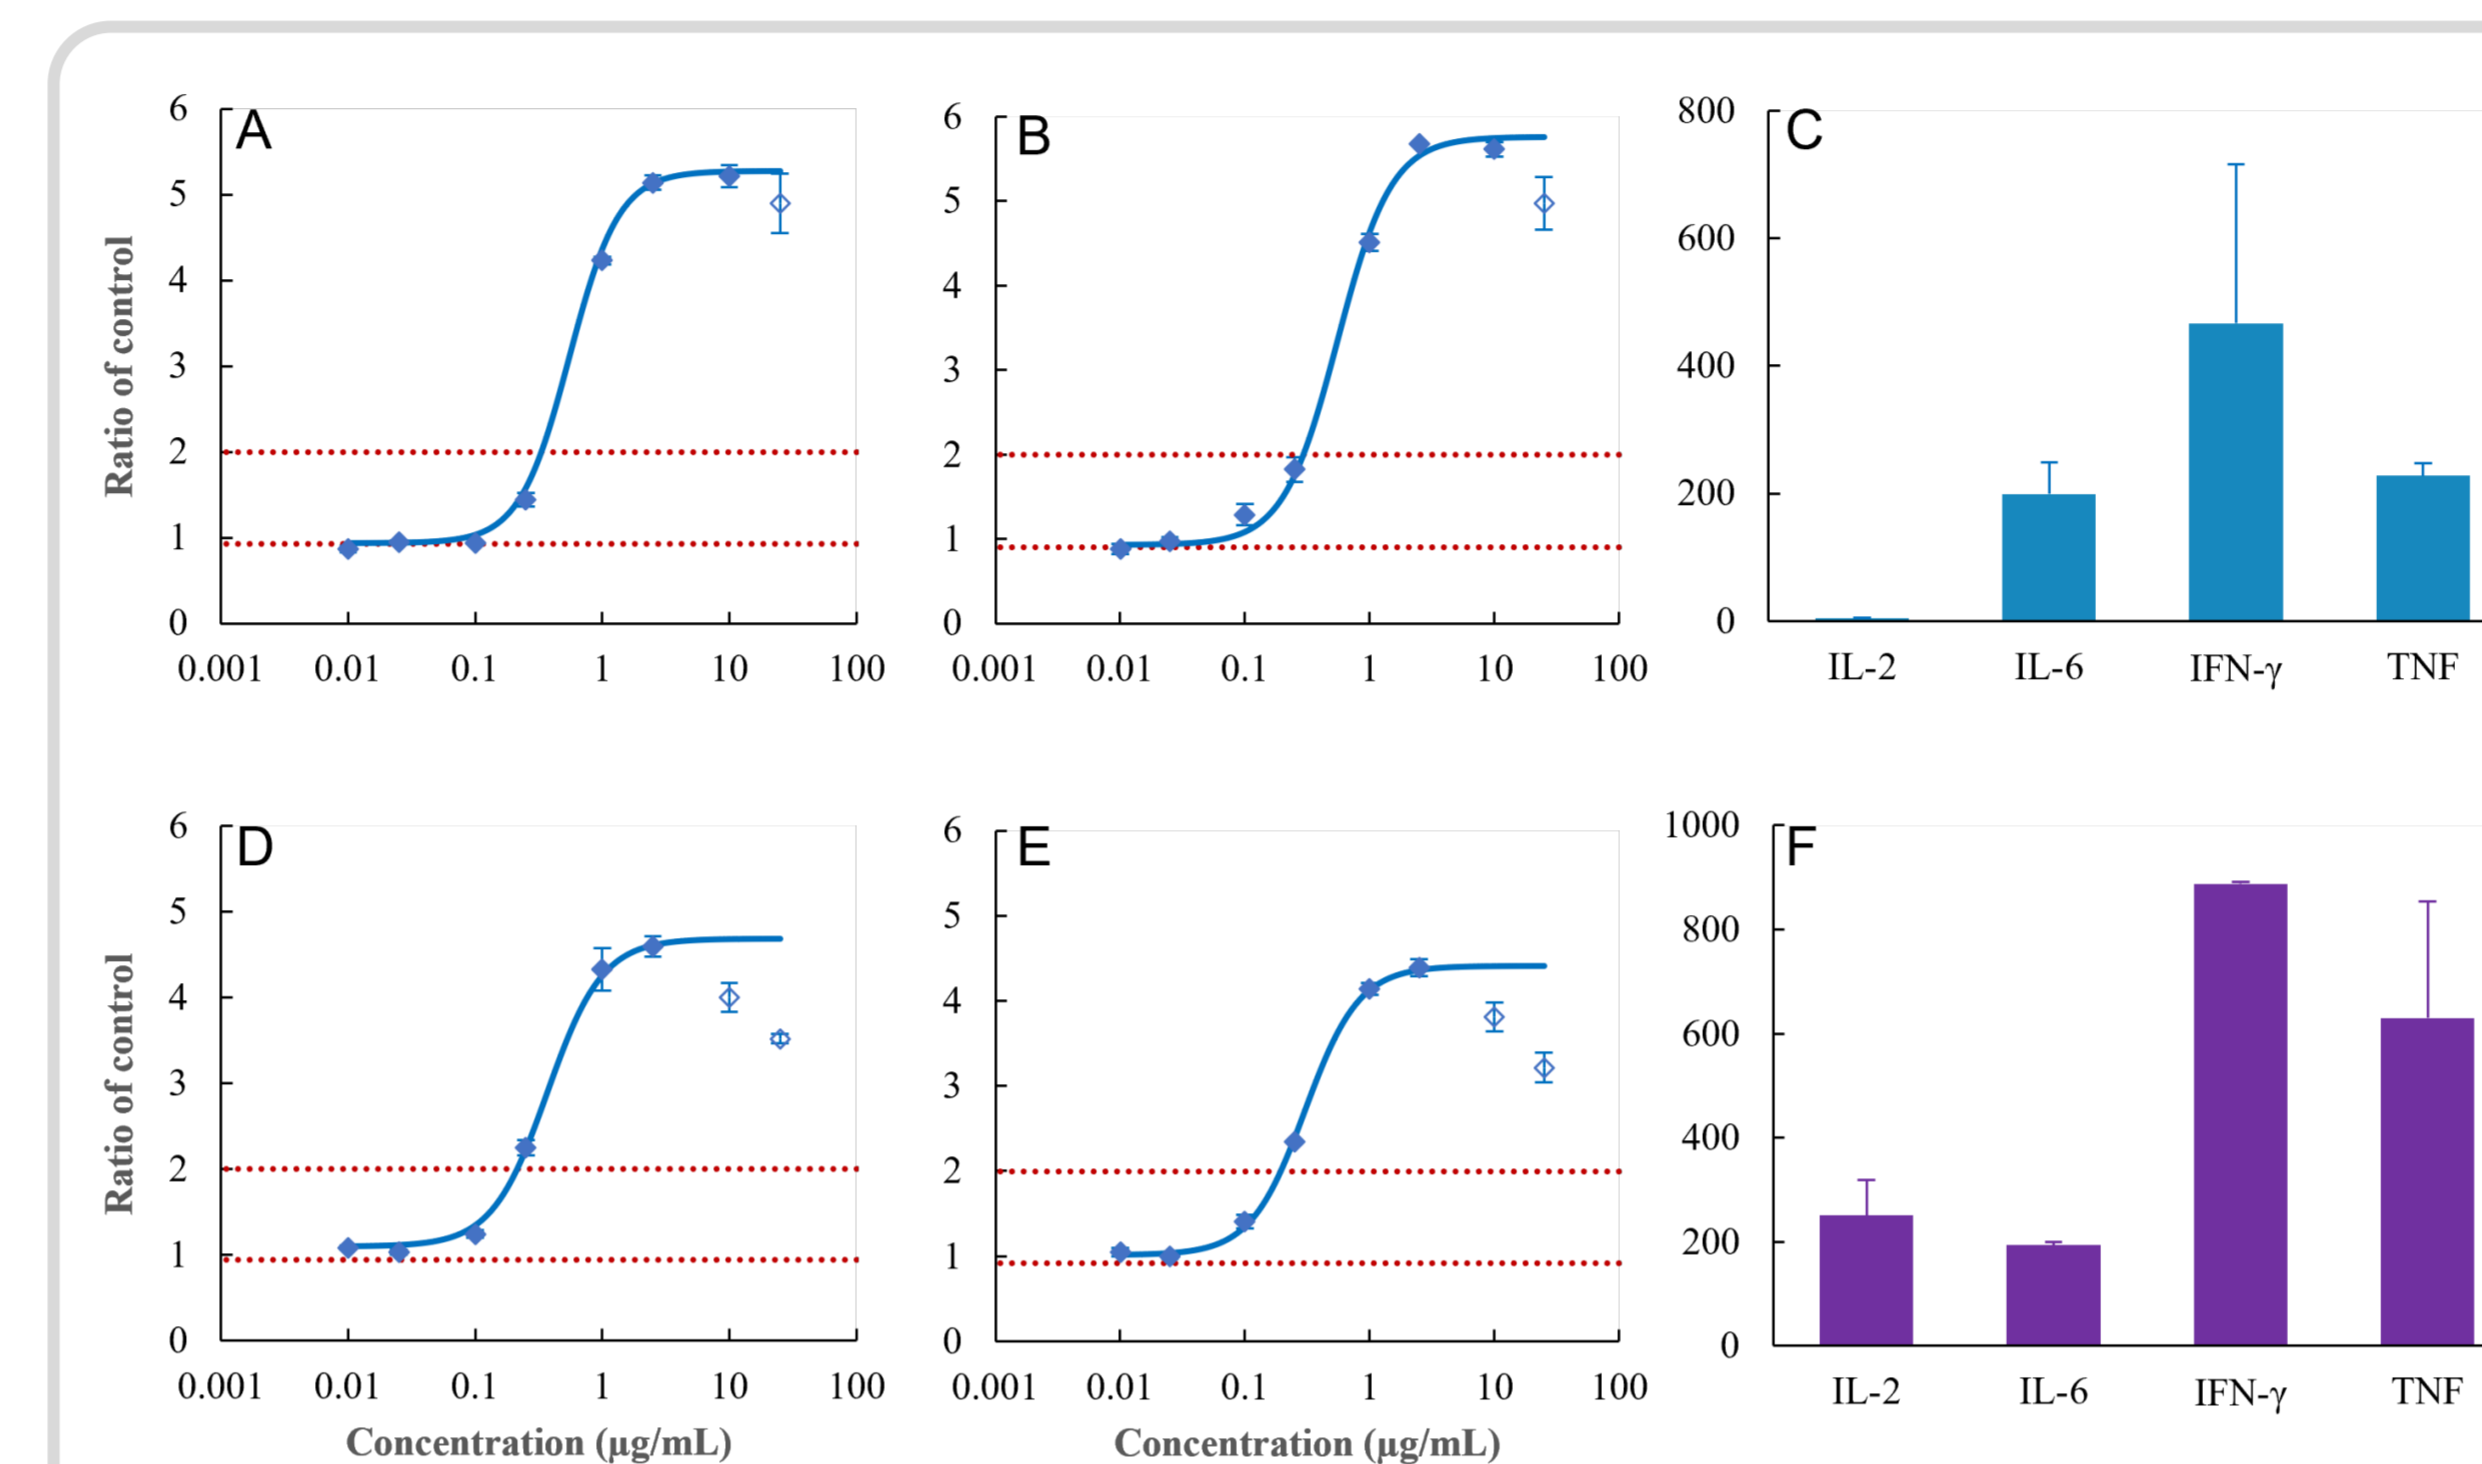 A
Ratio of control
6
5
4
3
2
1
0
0.001 0.01 0.1 1 10 100
B
6
5
4
3
2
1
0
0.001 0.01 0.1 1 10 100
C
800
600
400
200
0
IL-2 IL-6 IFN-γ TNF
D
Ratio of control
6
5
4
3
2
1
0
0.001 0.01 0.1 1 10 100
Concentration (µg/mL)
E
6
5
4
3
2
1
0
0.001 0.01 0.1 1 10 100
Concentration (µg/mL)
F
1000
800
600
400
200
0
IL-2 IL-6 IFN-γ TNF